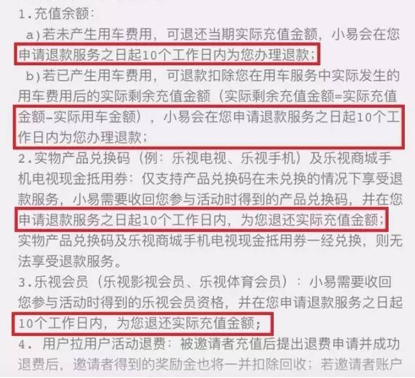 1.充值余额：
a)若未产生用车费用，可退还当期实际充值金额，小易会在您
申请退款服务之日起10个工作日内为您办理退款；
b)若已产生用车费用，可退款扣除您在用车服务中实际发生的
用车费用后的实际剩余充值金额（实际剩余充值金额=实际充值
金额-实际用车金额），小易会在您申请退款服务之日起10个工
作日内为您办理退款；
2.实物产品兑换码（例：乐视电视、乐视手机）及乐视商城手
机电视现金抵用券：仅支持产品兑换码在未兑换的情况下享受退
款服务，小易需要收回您参与活动时得到的产品兑换码，并在您
申请退款服务之日起10个工作日内，为您退还实际充值金额；
实物产品兑换码及乐视商城手机电视现金抵用券一经兑换，则无
法享受退款服务。
3.乐视会员（乐视影视会员、乐视体育会员）：小易需要收回
您参与活动时得到的乐视会员资格，并在您申请退款服务之日起
10个工作日内，为您退还实际充值金额；
4. 用户拉用户活动退费：被邀请者充值后提出退费申请并成功
退费后，邀请者得到的奖励金也将一并扣除回收；若邀请者账户